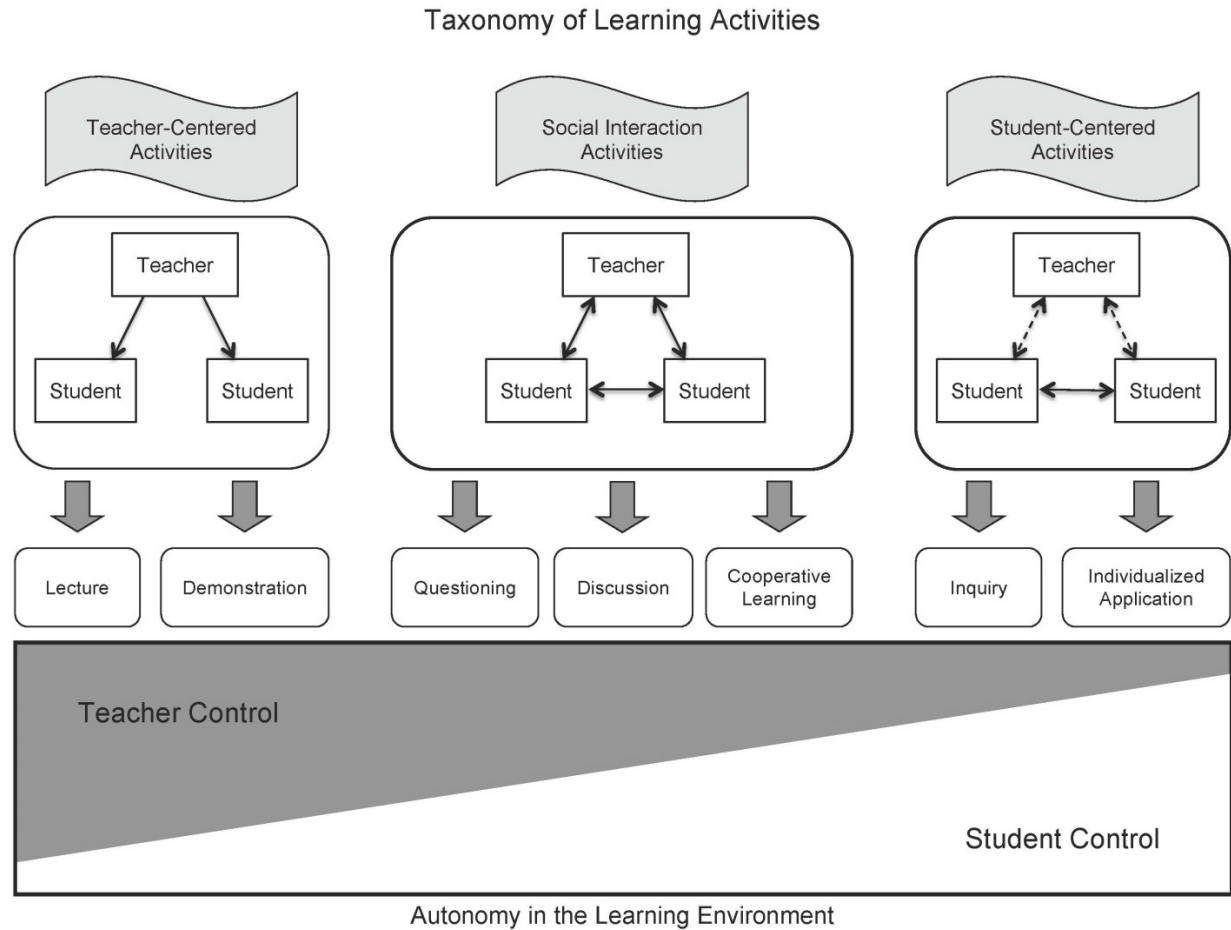 Taxonomy of Learning Activities
Teacher-Centered
Activities
Social Interaction
Activities
Student-Centered
Activities
Teacher
Student
Student
Teacher
Student
Student
Teacher
Student
Student
Lecture
Demonstration
Questioning
Discussion
Cooperative
Learning
Inquiry
Individualized
Application
Teacher Control
Student Control
Autonomy in the Learning Environment